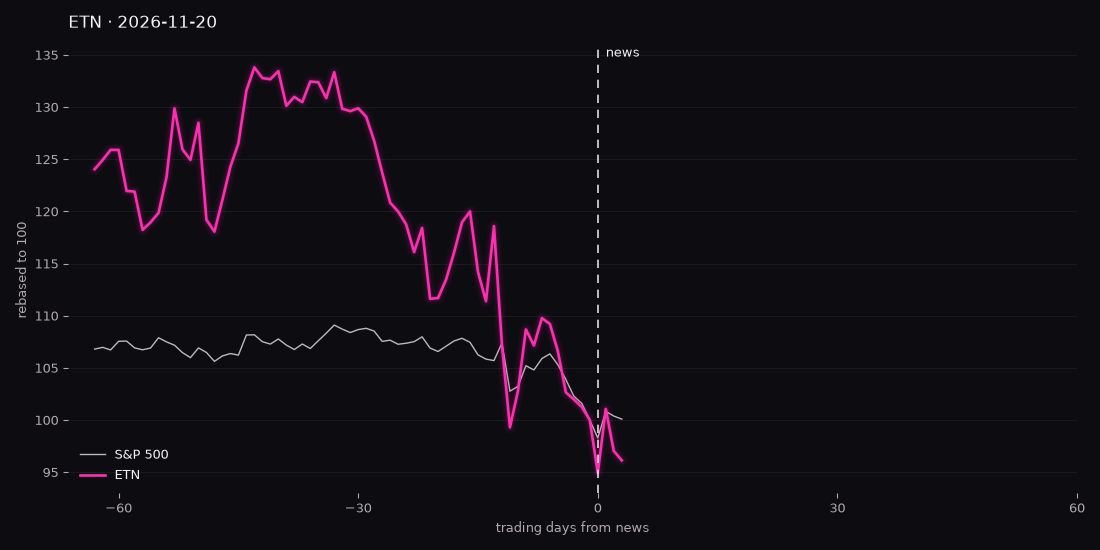 ETN · 2026-11-20
news
135
130
125
120
115
110
105
100
95
rebased to 100
S&P 500
ETN
−60
−30
0
30
60
trading days from news